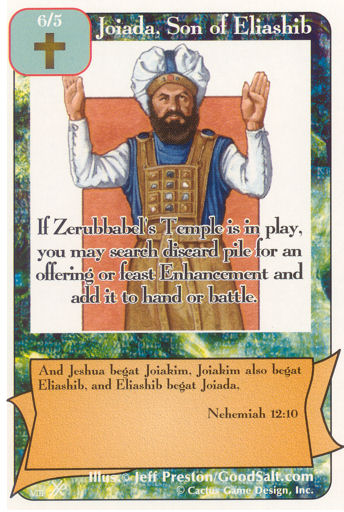 6/5
Joiada, Son of Eliashib
If Zerubbabel's Temple is in play,
you may search discard pile for an
offering or feast Enhancement and
add it to hand or battle.
And Jeshua begat Joiakim, Joiakim also begat
Eliashib, and Eliashib begat Joiada,
Nehemiah 12:10
Illus. Jeff Preston/GoodSalt.com
© Cactus Game Design, Inc.